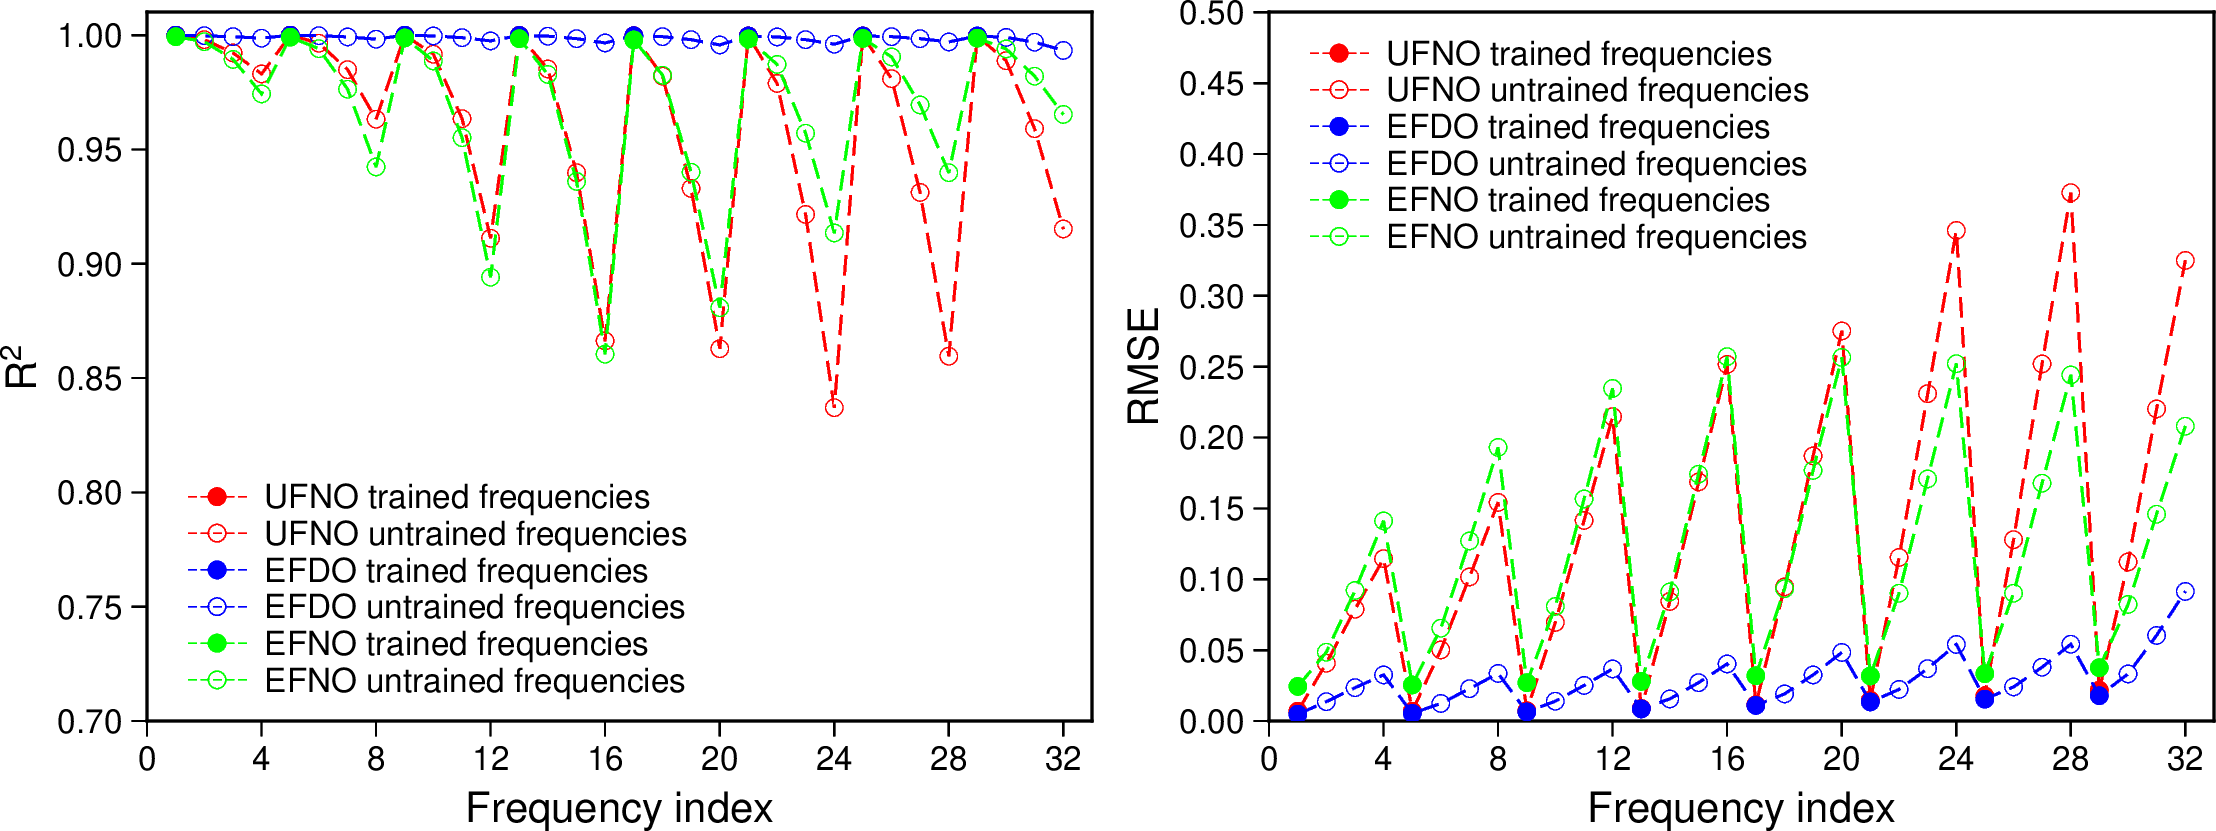 1.00
0.95
0.90
0.85
0.80
0.75
0.70
R²
UFNO trained frequencies
UFNO untrained frequencies
EFDO trained frequencies
EFDO untrained frequencies
EFNO trained frequencies
EFNO untrained frequencies
0 4 8 12 16 20 24 28 32
Frequency index
0.50
0.45
0.40
0.35
0.30
0.25
0.20
0.15
0.10
0.05
0.00
RMSE
UFNO trained frequencies
UFNO untrained frequencies
EFDO trained frequencies
EFDO untrained frequencies
EFNO trained frequencies
EFNO untrained frequencies
0 4 8 12 16 20 24 28 32
Frequency index